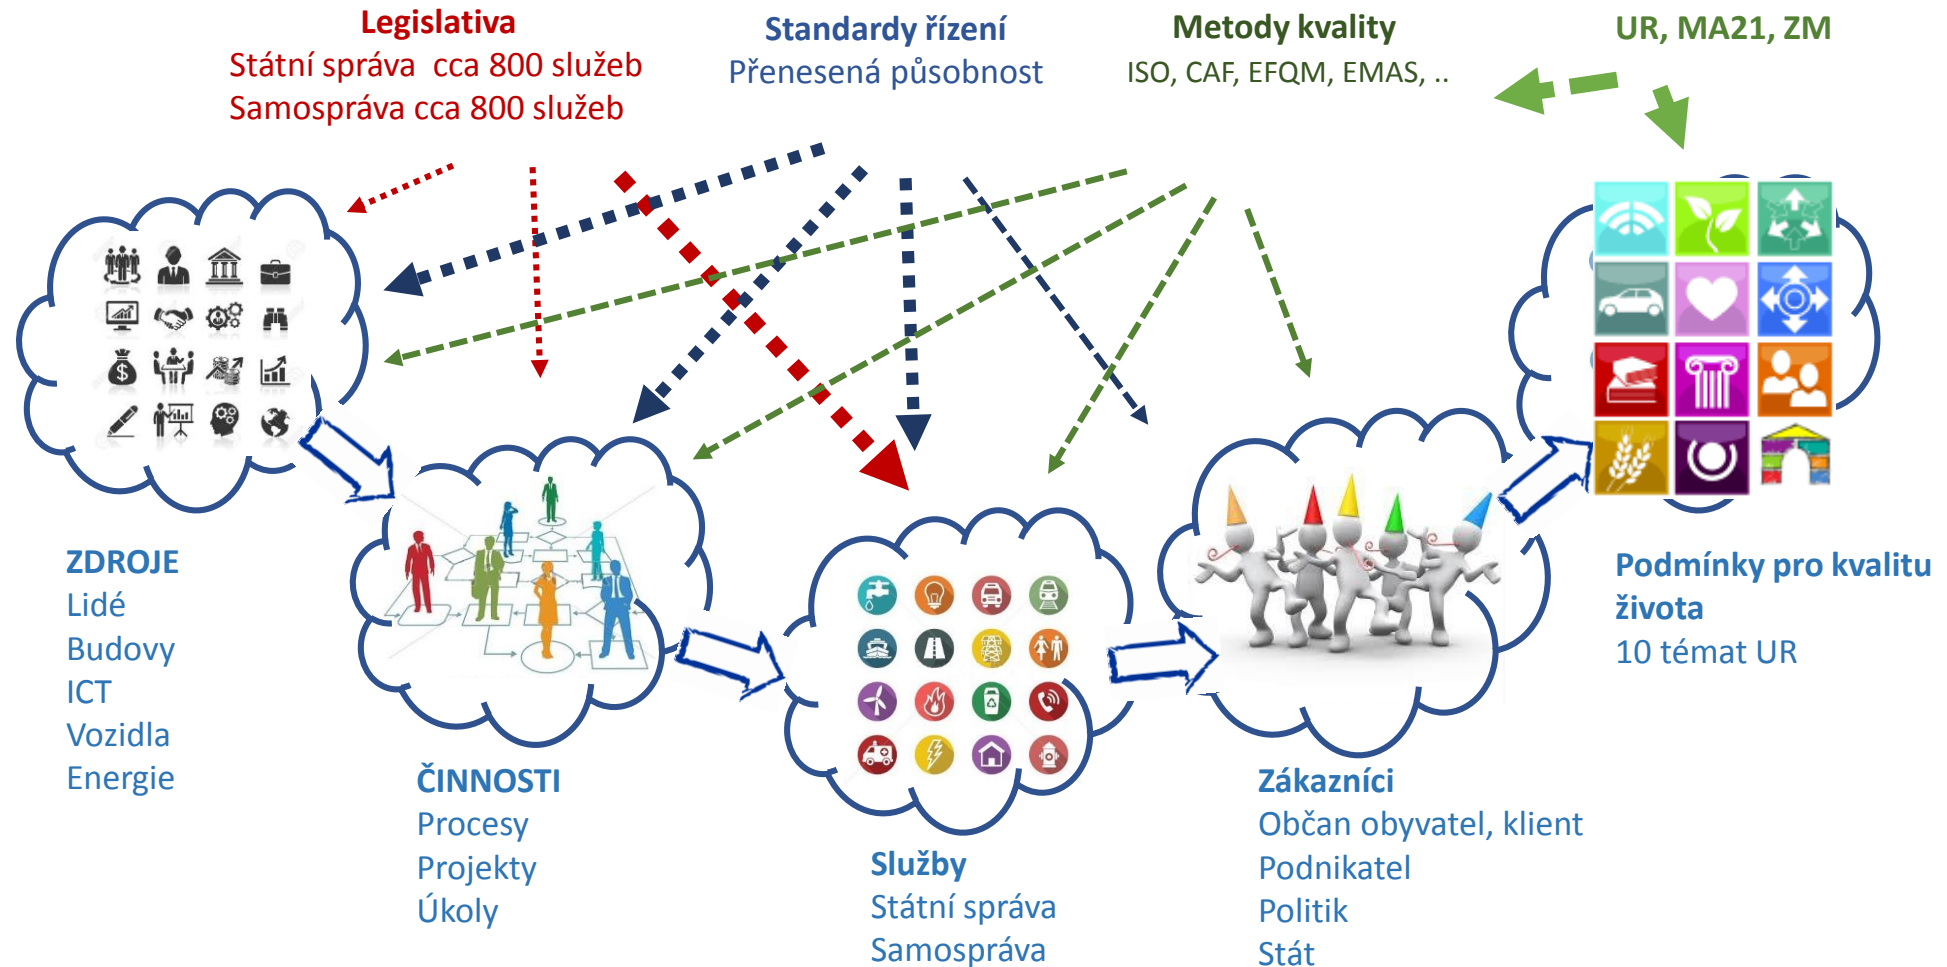 Legislativa
Státní správa cca 800 služeb
Samospráva cca 800 služeb
Standardy řízení
Přenesená působnost
Metody kvality
ISO, CAF, EFQM, EMAS, ..
UR, MA21, ZM
ZDROJE
Lidé
Budovy
ICT
Vozidla
Energie
ČINNOSTI
Procesy
Projekty
Úkoly
Služby
Státní správa
Samospráva
Zákazníci
Občan obyvatel, klient
Podnikatel
Politik
Stát
Podmínky pro kvalitu
života
10 témat UR